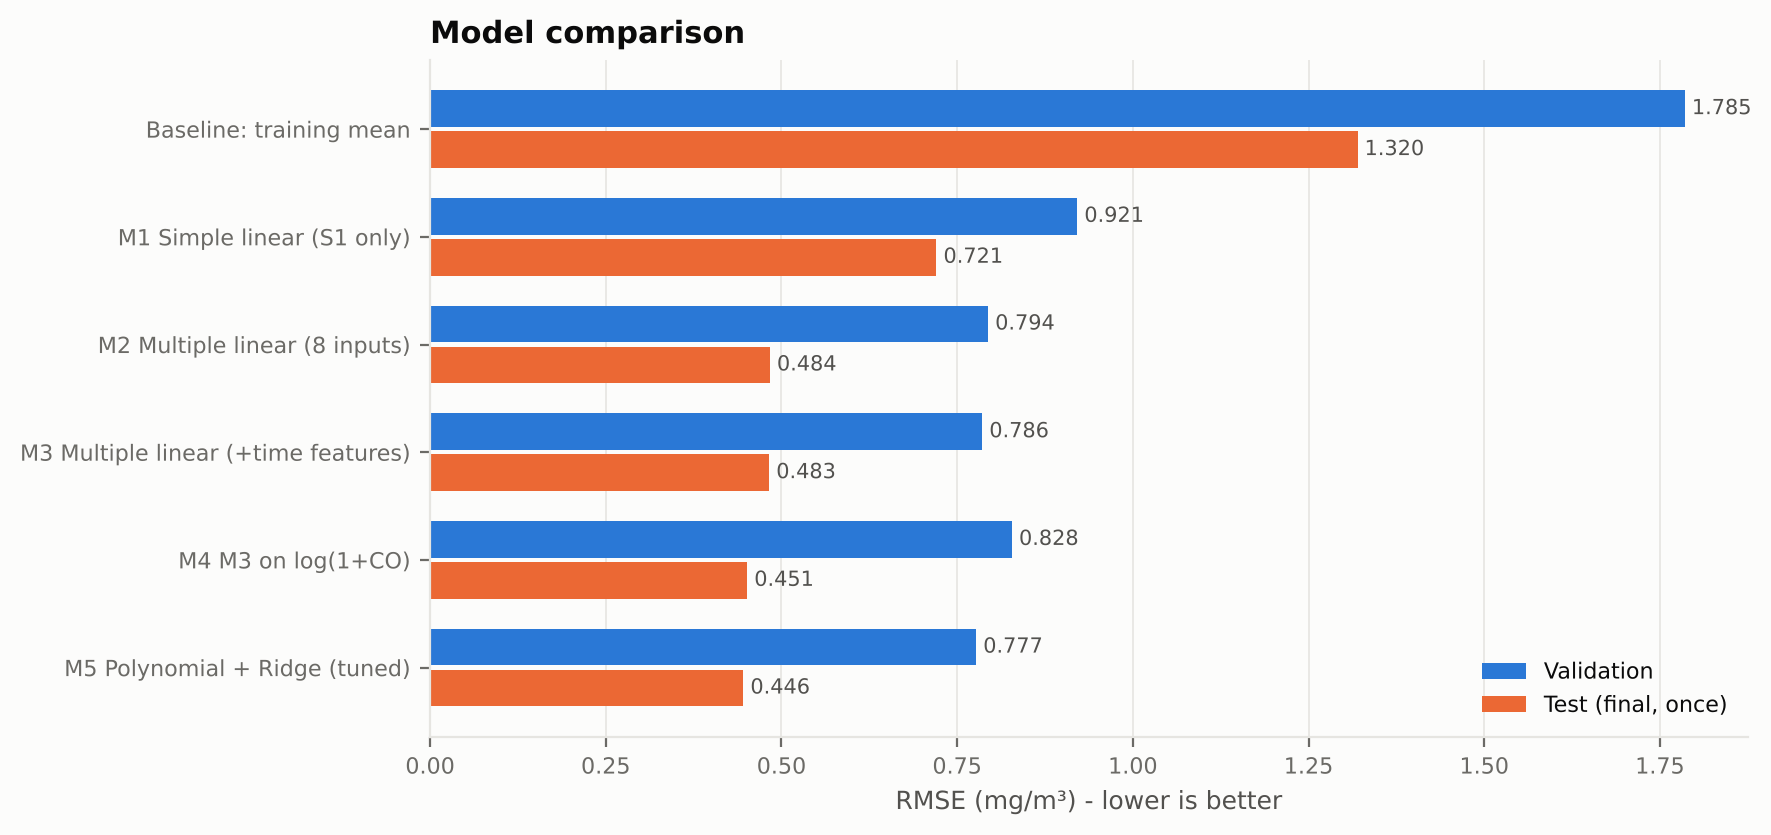 Model comparison
Baseline: training mean
1.785
1.320
M1 Simple linear (S1 only)
0.921
0.721
M2 Multiple linear (8 inputs)
0.794
0.484
M3 Multiple linear (+time features)
0.786
0.483
M4 M3 on log(1+CO)
0.828
0.451
M5 Polynomial + Ridge (tuned)
0.777
0.446
Validation
Test (final, once)
0.00 0.25 0.50 0.75 1.00 1.25 1.50 1.75
RMSE (mg/m³) - lower is better